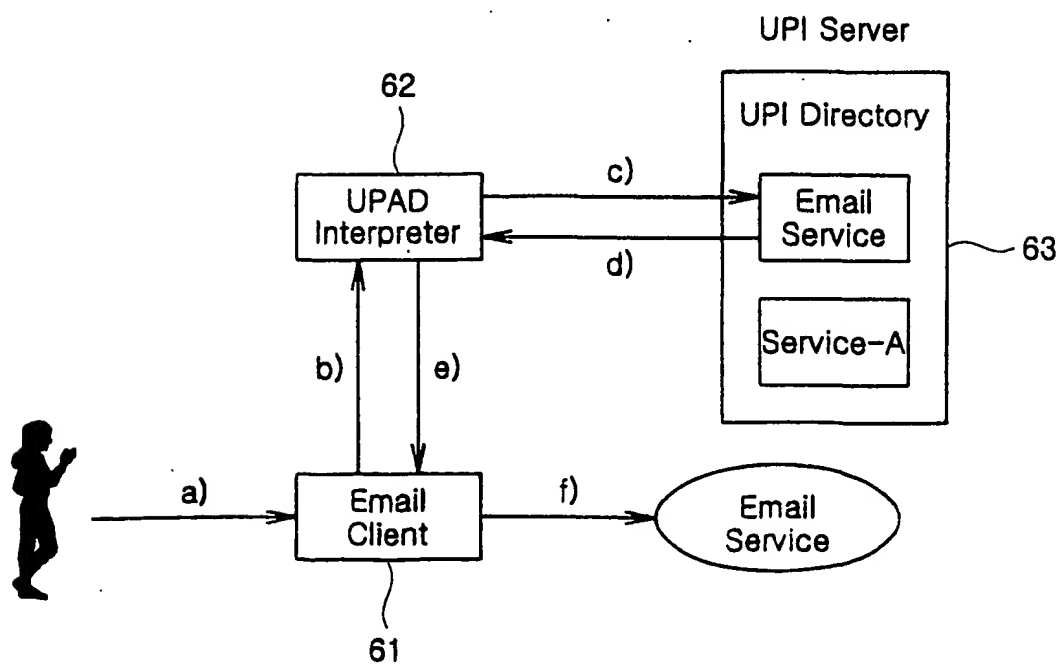 UPI Server
62
UPI Directory
UPAD
Interpreter
c)
Email
Service
d)
63
b)
e)
Service-A
a)
Email
Client
f)
Email
Service
61